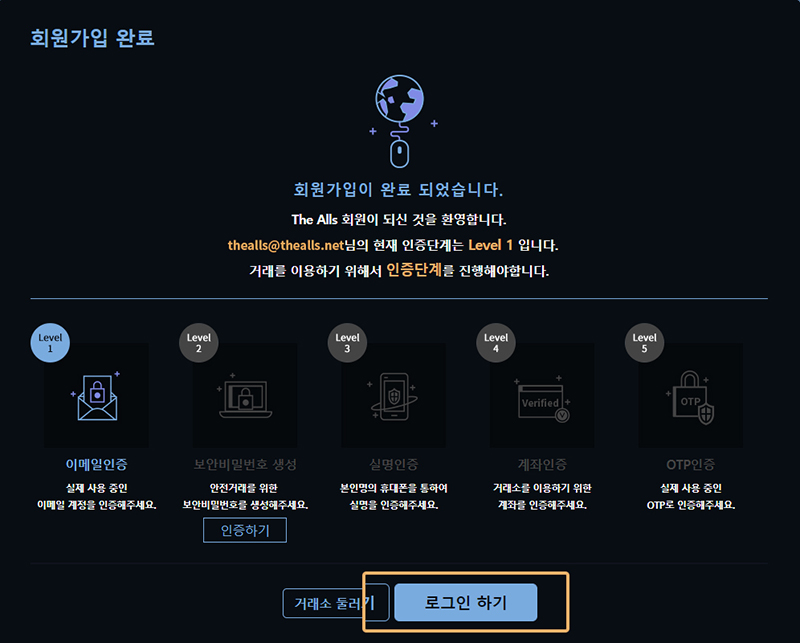 회원가입 완료
회원가입이 완료 되었습니다.
The Alls 회원이 되신 것을 환영합니다.
thealls@thealls.net님의 현재 인증단계는 Level 1 입니다.
거래를 이용하기 위해서 인증단계를 진행해야합니다.
Level
1
이메일인증
실제 사용 중인
이메일 계정을 인증해주세요.
Level
2
보안비밀번호 생성
안전거래를 위한
보안비밀번호를 생성해주세요.
인증하기
Level
3
실명인증
본인명의 휴대폰을 통하여
실명을 인증해주세요.
Level
4
Verified
계좌인증
거래소를 이용하기 위한
계좌를 인증해주세요.
Level
5
OTP
OTP인증
실제 사용 중인
OTP로 인증해주세요.
거래소 둘러기
로그인 하기